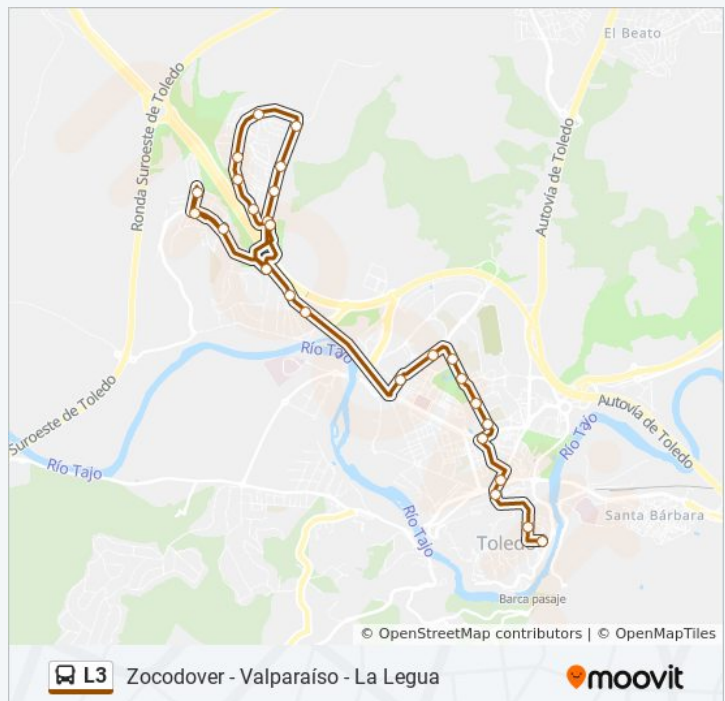 El Beato
Ronda Suroeste de Toledo
Autovía de Toledo
Río Tajo
Suroeste de Toledo
Autovía de Toledo
Río Tajo
Río Tajo
Río Tajo
Santa Bárbara
Toledo
Barca pasaje
© OpenStreetMap contributors | © OpenMapTiles
L3 Zocodover - Valparaíso - La Legua
moovit